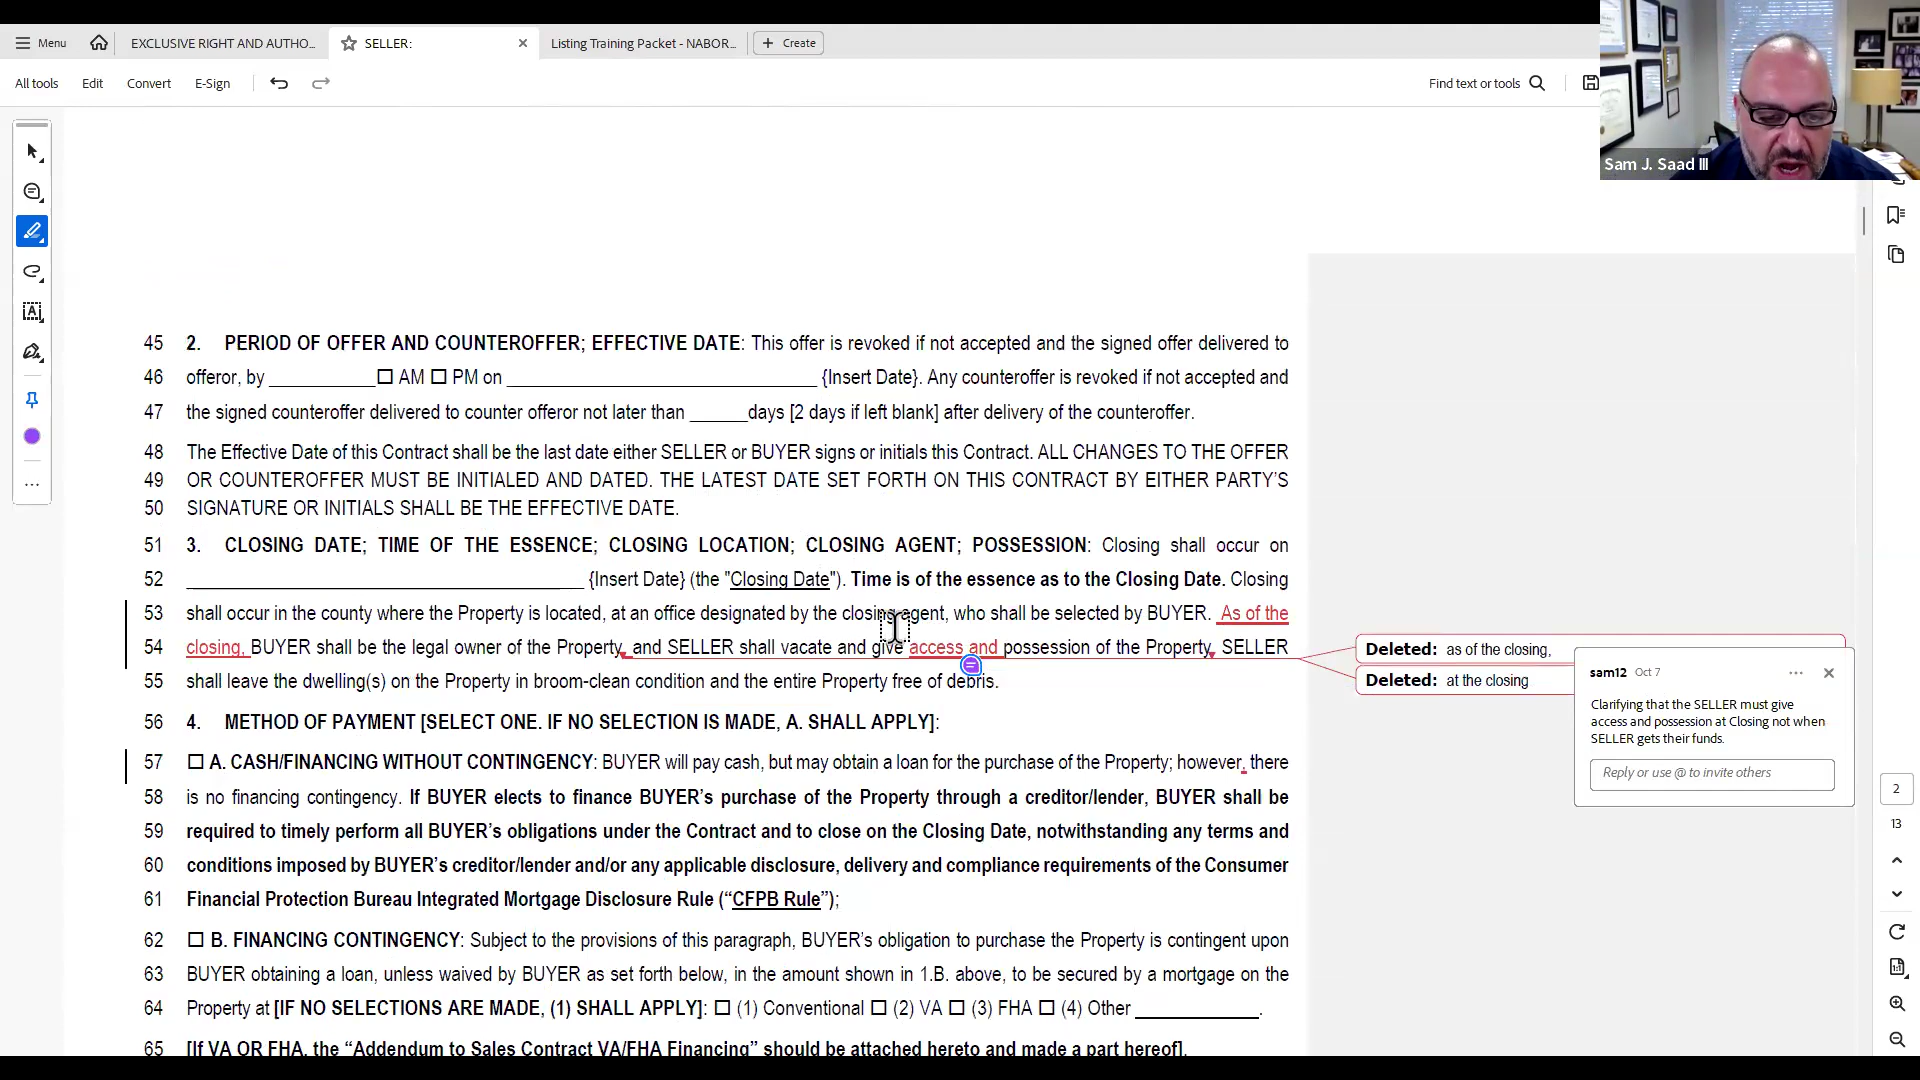 Menu
EXCLUSIVE RIGHT AND AUTHO...
SELLER:
Listing Training Packet - NABOR...
Create
All tools
Edit
Convert
E-Sign
Find text or tools
Sam J. Saad III
45 2. PERIOD OF OFFER AND COUNTEROFFER; EFFECTIVE DATE: This offer is revoked if not accepted and the signed offer delivered to
46 offeror, by ___________☐ AM ☐ PM on _______________________________ {Insert Date}. Any counteroffer is revoked if not accepted and
47 the signed counteroffer delivered to counter offeror not later than ______days [2 days if left blank] after delivery of the counteroffer.
48 The Effective Date of this Contract shall be the last date either SELLER or BUYER signs or initials this Contract. ALL CHANGES TO THE OFFER
49 OR COUNTEROFFER MUST BE INITIALED AND DATED. THE LATEST DATE SET FORTH ON THIS CONTRACT BY EITHER PARTY'S
50 SIGNATURE OR INITIALS SHALL BE THE EFFECTIVE DATE.
51 3. CLOSING DATE; TIME OF THE ESSENCE; CLOSING LOCATION; CLOSING AGENT; POSSESSION: Closing shall occur on
52 ________________________________________ {Insert Date} (the "Closing Date"). Time is of the essence as to the Closing Date. Closing
53 shall occur in the county where the Property is located, at an office designated by the closing agent, who shall be selected by BUYER. As of the
54 closing, BUYER shall be the legal owner of the Property, and SELLER shall vacate and give access and possession of the Property. SELLER
55 shall leave the dwelling(s) on the Property in broom-clean condition and the entire Property free of debris.
56 4. METHOD OF PAYMENT [SELECT ONE. IF NO SELECTION IS MADE, A. SHALL APPLY]:
57 ☐ A. CASH/FINANCING WITHOUT CONTINGENCY: BUYER will pay cash, but may obtain a loan for the purchase of the Property; however, there
58 is no financing contingency. If BUYER elects to finance BUYER's purchase of the Property through a creditor/lender, BUYER shall be
59 required to timely perform all BUYER's obligations under the Contract and to close on the Closing Date, notwithstanding any terms and
60 conditions imposed by BUYER's creditor/lender and/or any applicable disclosure, delivery and compliance requirements of the Consumer
61 Financial Protection Bureau Integrated Mortgage Disclosure Rule (“CFPB Rule”);
62 ☐ B. FINANCING CONTINGENCY: Subject to the provisions of this paragraph, BUYER's obligation to purchase the Property is contingent upon
63 BUYER obtaining a loan, unless waived by BUYER as set forth below, in the amount shown in 1.B. above, to be secured by a mortgage on the
64 Property at [IF NO SELECTIONS ARE MADE, (1) SHALL APPLY]: ☐ (1) Conventional ☐ (2) VA ☐ (3) FHA ☐ (4) Other ____________.
65 [If VA OR FHA, the “Addendum to Sales Contract VA/FHA Financing” should be attached hereto and made a part hereof].
Deleted: as of the closing,
Deleted: at the closing
sam12 Oct 7
Clarifying that the SELLER must give
access and possession at Closing not when
SELLER gets their funds.
Reply or use @ to invite others
2
13
1:1